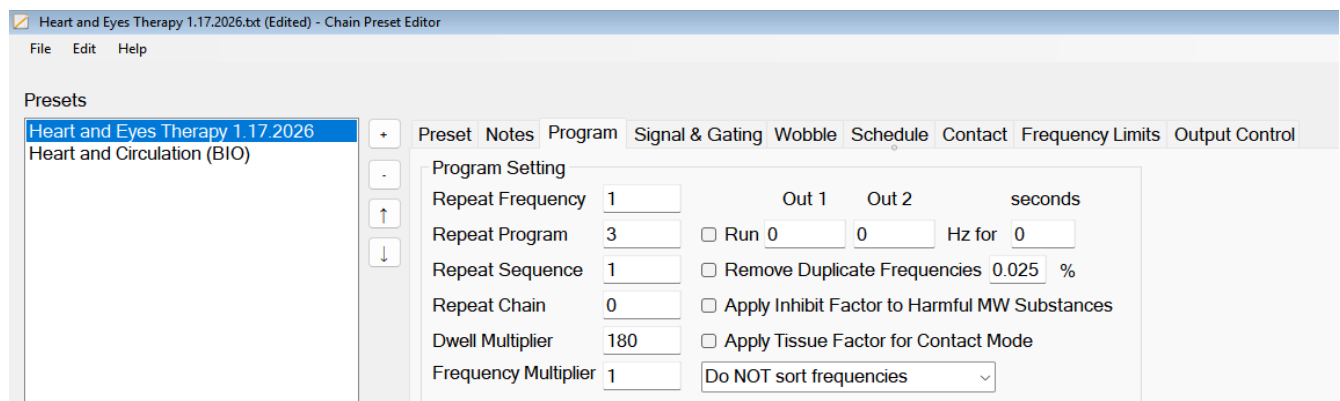 Heart and Eyes Therapy 1.17.2026.txt (Edited) - Chain Preset Editor
File Edit Help
Presets
Heart and Eyes Therapy 1.17.2026
Heart and Circulation (BIO)
+
-
↑
↓
Preset Notes Program Signal & Gating Wobble Schedule Contact Frequency Limits Output Control
Program Setting
Repeat Frequency 1 Out 1 Out 2 seconds
Repeat Program 3 Run 0 0 Hz for 0
Repeat Sequence 1 Remove Duplicate Frequencies 0.025 %
Repeat Chain 0 Apply Inhibit Factor to Harmful MW Substances
Dwell Multiplier 180 Apply Tissue Factor for Contact Mode
Frequency Multiplier 1 Do NOT sort frequencies